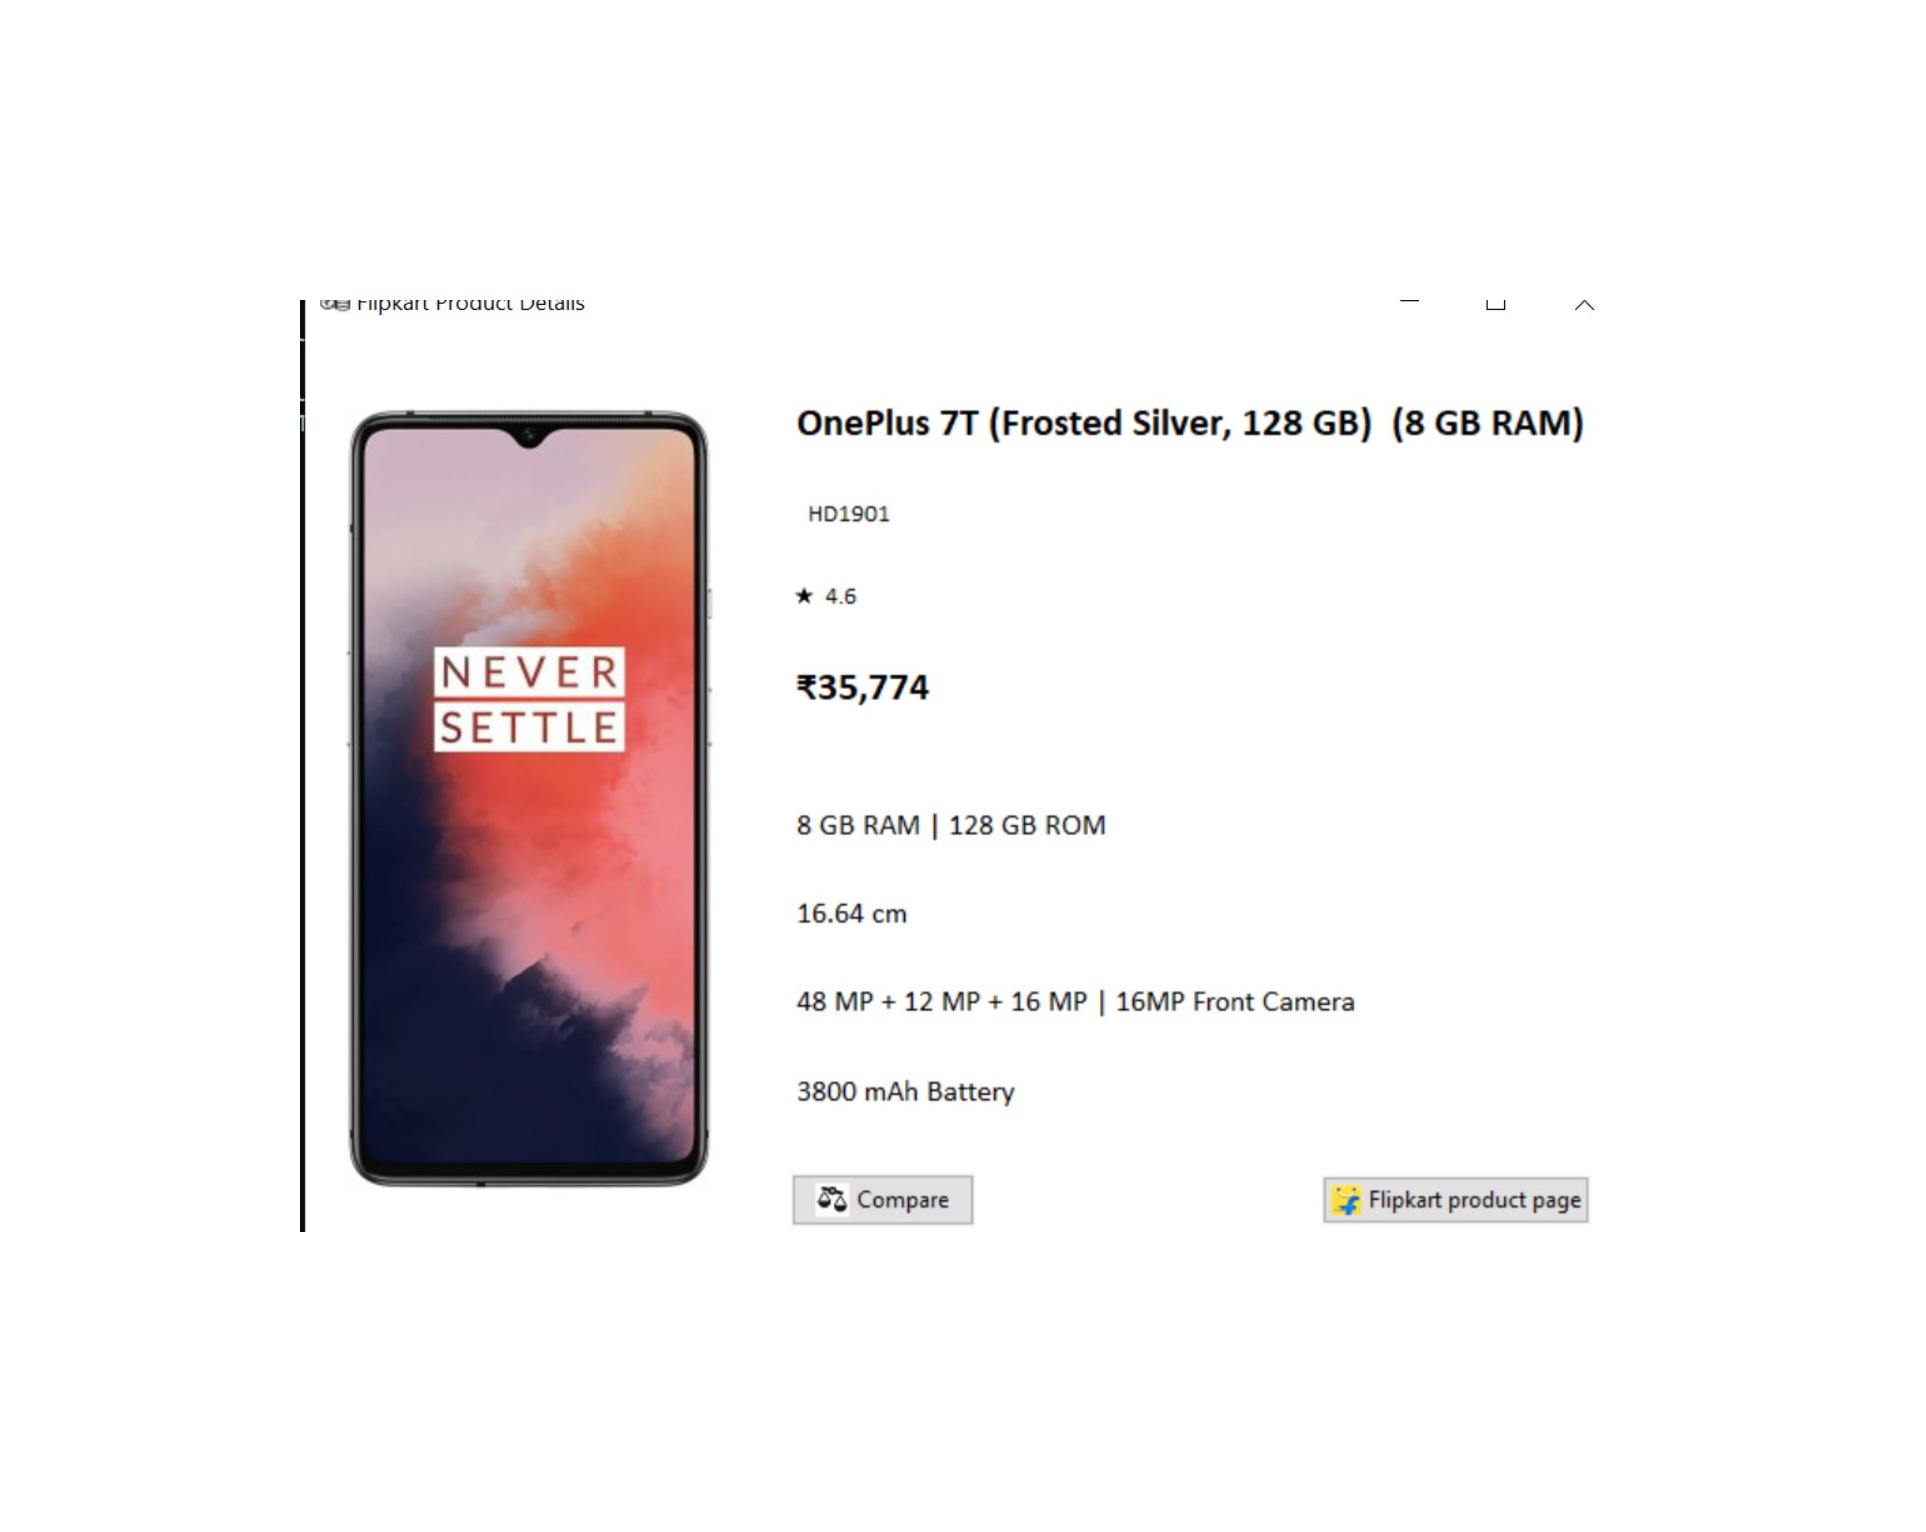 Flipkart Product Details
OnePlus 7T (Frosted Silver, 128 GB) (8 GB RAM)
HD1901
★ 4.6
₹35,774
NEVER
SETTLE
8 GB RAM | 128 GB ROM
16.64 cm
48 MP + 12 MP + 16 MP | 16MP Front Camera
3800 mAh Battery
Compare
Flipkart product page